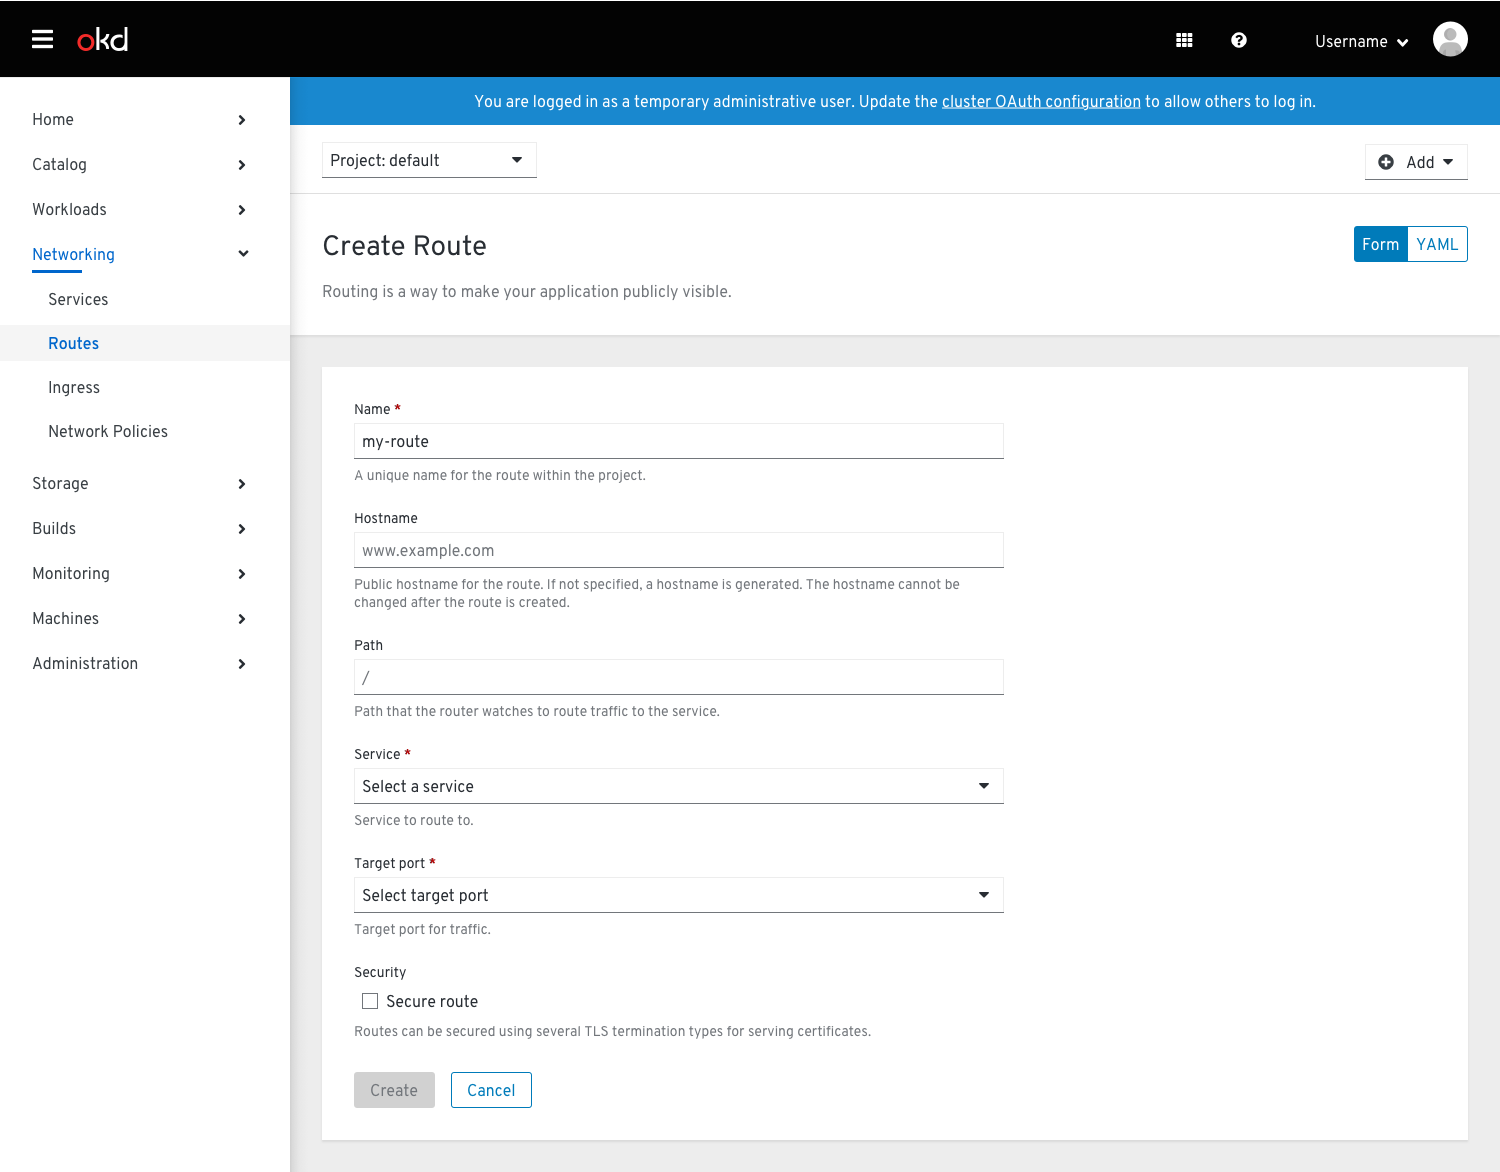 okd
Username
You are logged in as a temporary administrative user. Update the cluster OAuth configuration to allow others to log in.
Home
Catalog
Workloads
Networking
Services
Routes
Ingress
Network Policies
Storage
Builds
Monitoring
Machines
Administration
Project: default
Add
Create Route
Form
YAML
Routing is a way to make your application publicly visible.
Name *
my-route
A unique name for the route within the project.
Hostname
www.example.com
Public hostname for the route. If not specified, a hostname is generated. The hostname cannot be
changed after the route is created.
Path
/
Path that the router watches to route traffic to the service.
Service *
Select a service
Service to route to.
Target port *
Select target port
Target port for traffic.
Security
Secure route
Routes can be secured using several TLS termination types for serving certificates.
Create
Cancel